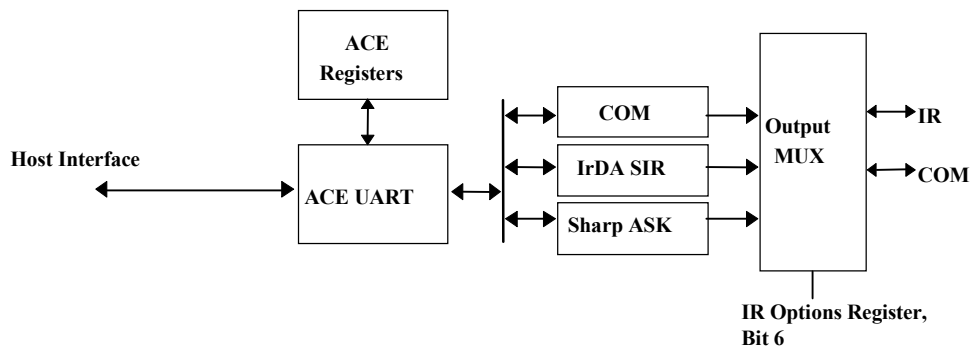 ACE
Registers
Host Interface
ACE UART
COM
IrDA SIR
Sharp ASK
Output
MUX
IR
COM
IR Options Register,
Bit 6